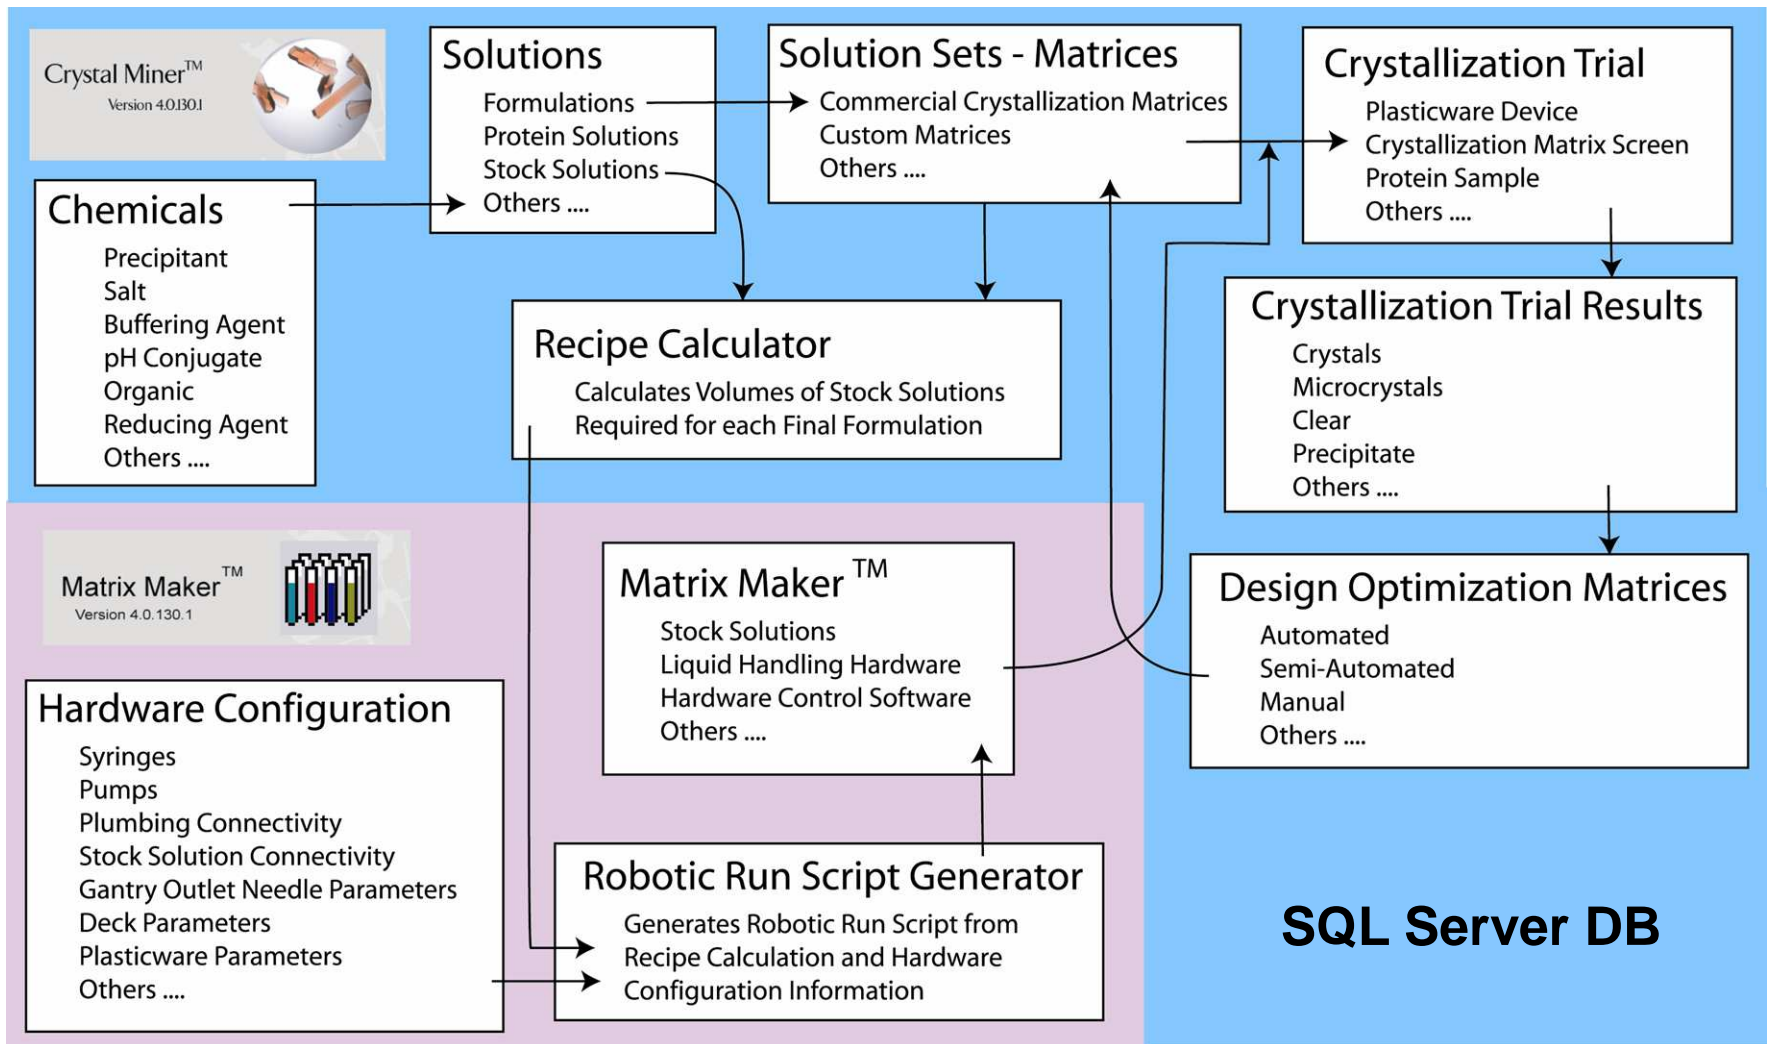 Crystal Miner™
Version 4.0.130.1
Solutions
Formulations
Protein Solutions
Stock Solutions
Others ....
Solution Sets - Matrices
Commercial Crystallization Matrices
Custom Matrices
Others ....
Crystallization Trial
Plasticware Device
Crystallization Matrix Screen
Protein Sample
Others ....
Chemicals
Precipitant
Salt
Buffering Agent
pH Conjugate
Organic
Reducing Agent
Others ....
Recipe Calculator
Calculates Volumes of Stock Solutions
Required for each Final Formulation
Crystallization Trial Results
Crystals
Microcrystals
Clear
Precipitate
Others ....
Matrix Maker™
Version 4.0.130.1
Matrix Maker ™
Stock Solutions
Liquid Handling Hardware
Hardware Control Software
Others ....
Design Optimization Matrices
Automated
Semi-Automated
Manual
Others ....
Hardware Configuration
Syringes
Pumps
Plumbing Connectivity
Stock Solution Connectivity
Gantry Outlet Needle Parameters
Deck Parameters
Plasticware Parameters
Others ....
Robotic Run Script Generator
Generates Robotic Run Script from
Recipe Calculation and Hardware
Configuration Information
SQL Server DB